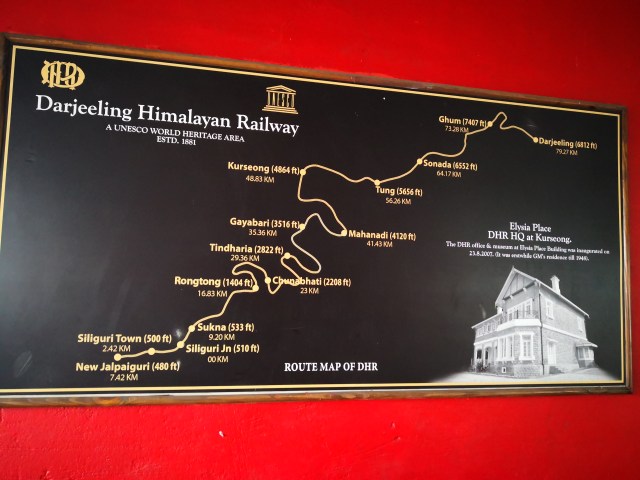 DHR
Darjeeling Himalayan Railway
A UNESCO WORLD HERITAGE AREA
ESTD. 1881
Ghum (7407 ft)
73.28 KM
Darjeeling (6812 ft)
79.27 KM
Sonada (6552 ft)
64.17 KM
Kurseong (4864 ft)
48.83 KM
Tung (5656 ft)
56.26 KM
Gayabari (3516 ft)
35.36 KM
Mahanadi (4120 ft)
41.43 KM
Tindharia (2822 ft)
29.36 KM
Rongtong (1404 ft)
16.83 KM
Chunabhati (2208 ft)
23 KM
Sukna (533 ft)
9.20 KM
Siliguri Town (500 ft)
2.42 KM
Siliguri Jn (510 ft)
00 KM
New Jalpaiguri (480 ft)
7.42 KM
Elysia Place
DHR HQ at Kurseong.
The DHR office & museum at Elysia Place Building was inaugurated on
23.8.2007. (It was erstwhile GM's residence till 1948).
ROUTE MAP OF DHR